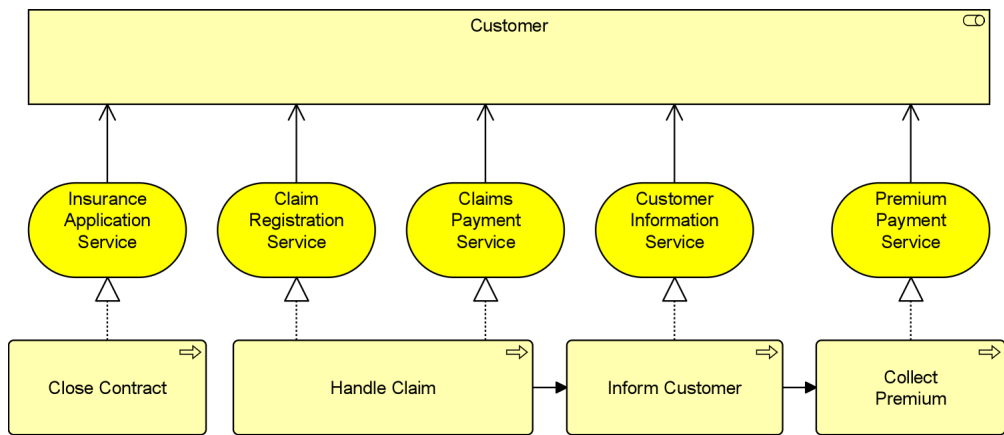 Customer
Insurance
Application
Service
Claim
Registration
Service
Claims
Payment
Service
Customer
Information
Service
Premium
Payment
Service
Close Contract
Handle Claim
Inform Customer
Collect
Premium